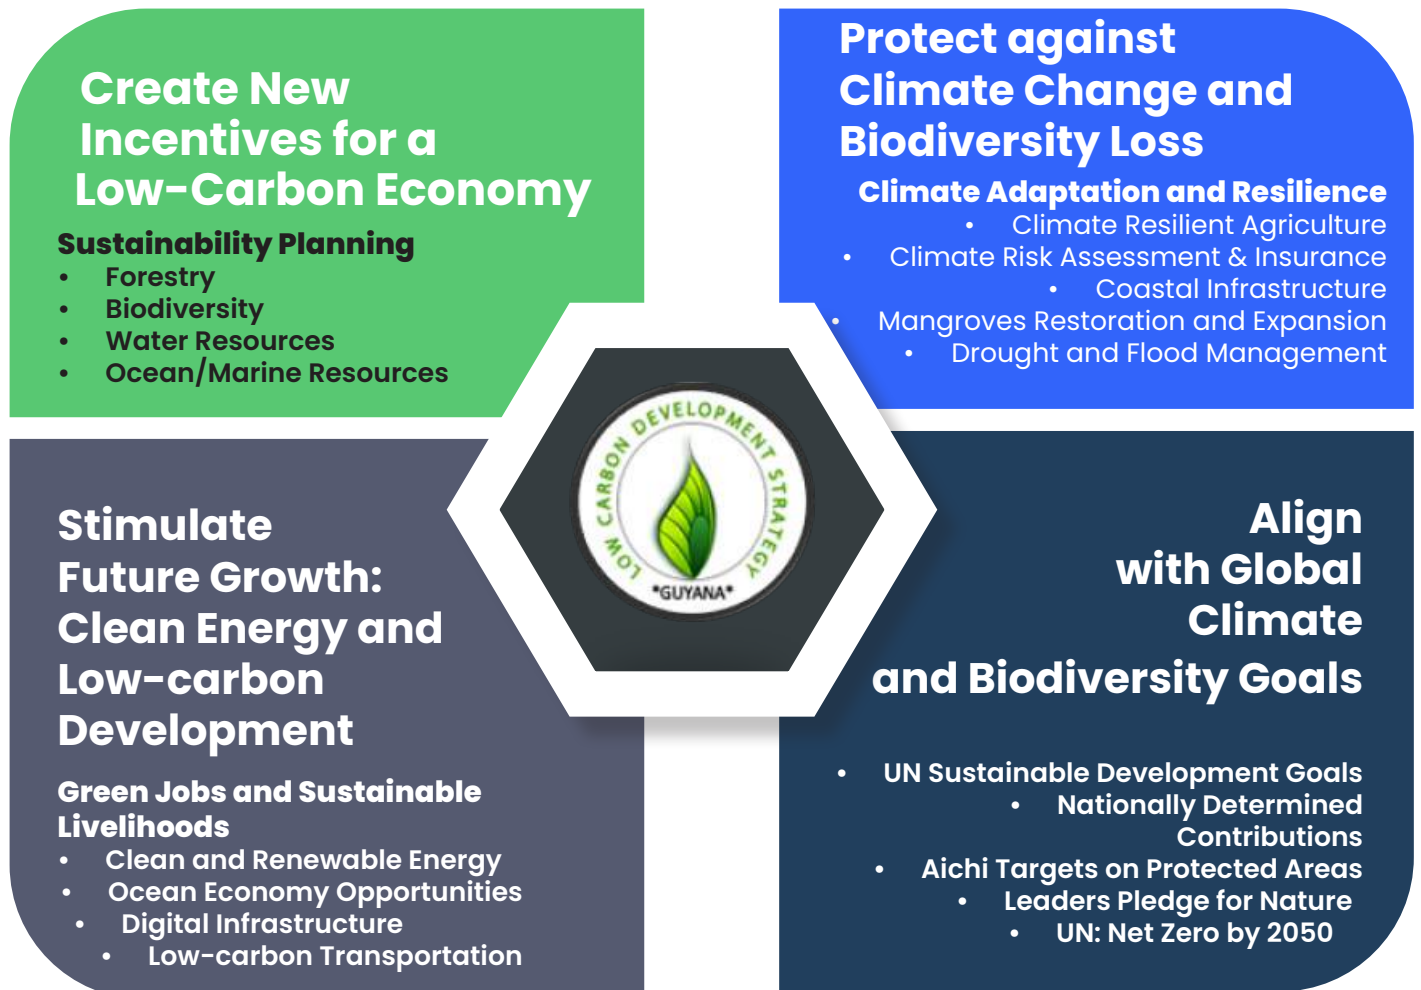 Create New
Incentives for a
Low-Carbon Economy
Sustainability Planning
• Forestry
• Biodiversity
• Water Resources
• Ocean/Marine Resources
Protect against
Climate Change and
Biodiversity Loss
Climate Adaptation and Resilience
• Climate Resilient Agriculture
• Climate Risk Assessment & Insurance
• Coastal Infrastructure
• Mangroves Restoration and Expansion
• Drought and Flood Management
LOW CARBON DEVELOPMENT STRATEGY
*GUYANA*
Stimulate
Future Growth:
Clean Energy and
Low-carbon
Development
Green Jobs and Sustainable
Livelihoods
• Clean and Renewable Energy
• Ocean Economy Opportunities
• Digital Infrastructure
• Low-carbon Transportation
Align
with Global
Climate
and Biodiversity Goals
• UN Sustainable Development Goals
• Nationally Determined
Contributions
• Aichi Targets on Protected Areas
• Leaders Pledge for Nature
• UN: Net Zero by 2050